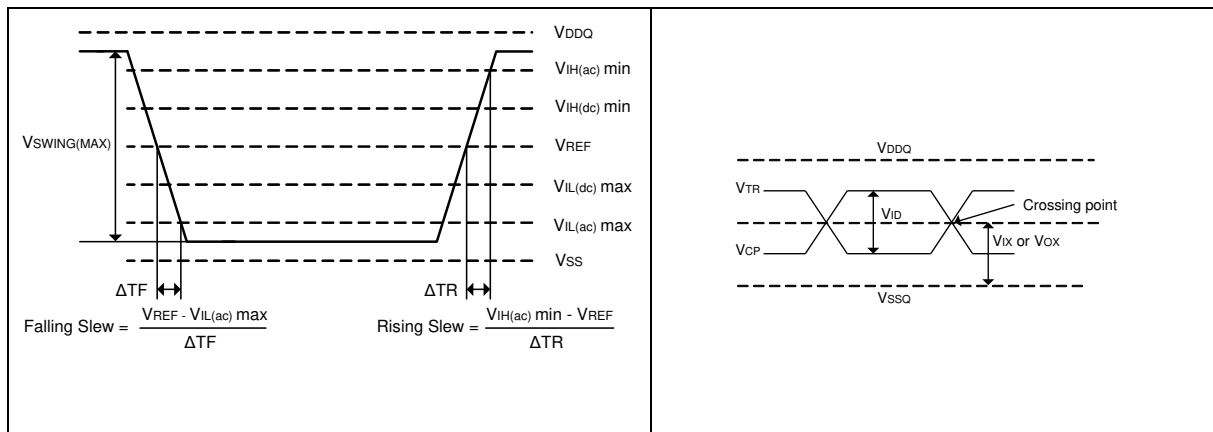 VDDQ
VIH(ac) min
VIH(dc) min
VSWING(MAX)
VREF
VIL(dc) max
VIL(ac) max
VSS
ΔTF
ΔTR
Falling Slew = VREF - VIL(ac) max
ΔTF
Rising Slew = VIH(ac) min - VREF
ΔTR
VDDQ
VTR
VID
Crossing point
VIX or VOX
VCP
VSSQ